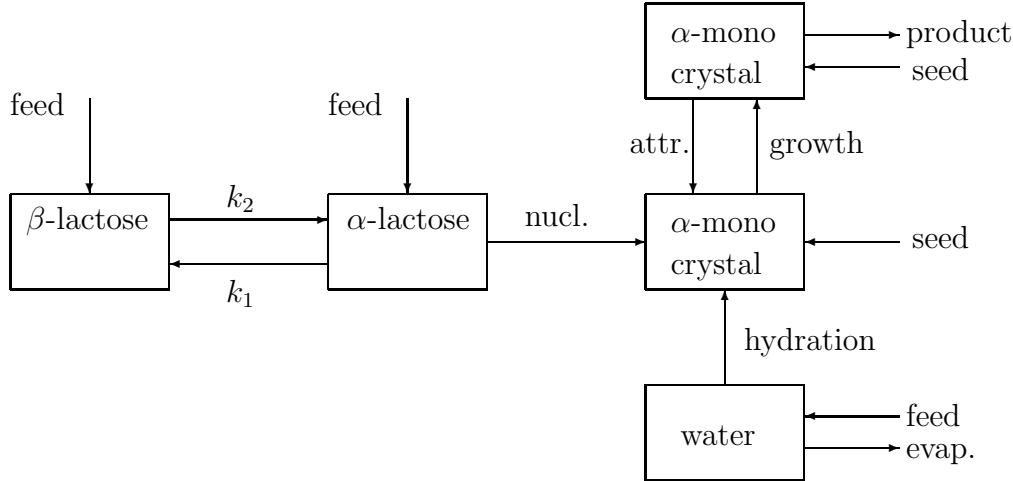 α-mono
crystal
product
seed
feed
feed
attr.
growth
β-lactose
k₂
k₁
α-lactose
nucl.
α-mono
crystal
seed
hydration
water
feed
evap.